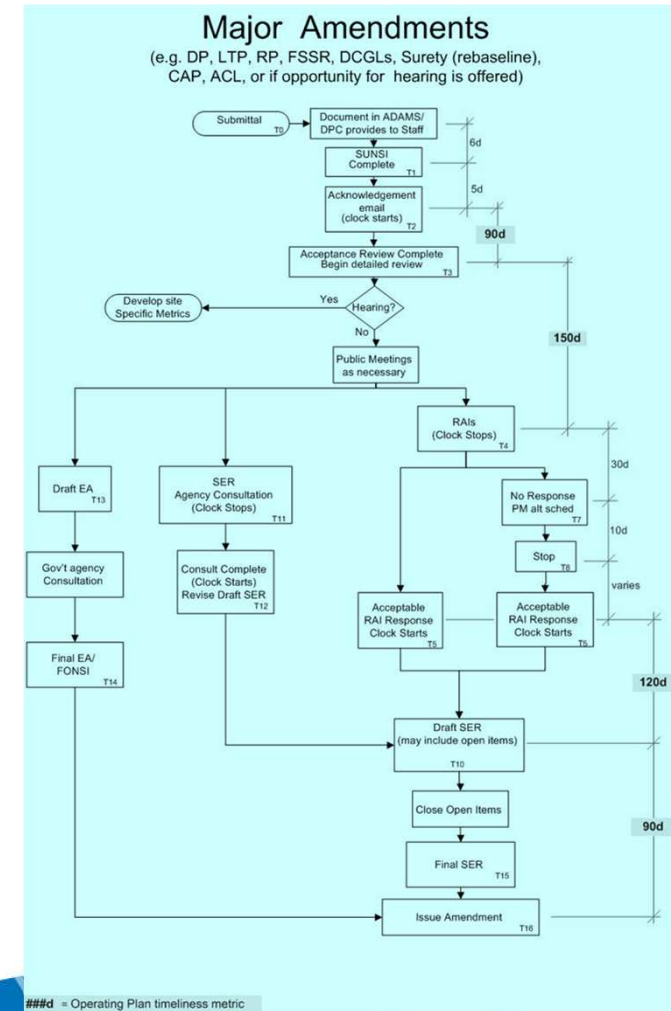 Major Amendments
(e.g. DP, LTP, RP, FSSR, DCGLs, Surety (rebaseline),
CAP, ACL, or if opportunity for hearing is offered)
Submittal
T0
Document in ADAMS/
DPC provides to Staff
6d
SUNSI
Complete
T1
5d
Acknowledgement
email
(clock starts)
T2
90d
Acceptance Review Complete
Begin detailed review
T3
Develop site
Specific Metrics
Yes
Hearing?
No
150d
Public Meetings
as necessary
RAIs
(Clock Stops)
T4
30d
Draft EA
T13
SER
Agency Consultation
(Clock Stops)
T11
No Response
PM alt sched
T7
10d
Stop
T8
Gov't agency
Consultation
Consult Complete
(Clock Starts)
Revise Draft SER
T12
varies
Acceptable
RAI Response
Clock Starts
T5
Acceptable
RAI Response
Clock Starts
T5
Final EA/
FONSI
T14
120d
Draft SER
(may include open items)
T10
Close Open Items
90d
Final SER
T15
Issue Amendment
T16
###d = Operating Plan timeliness metric